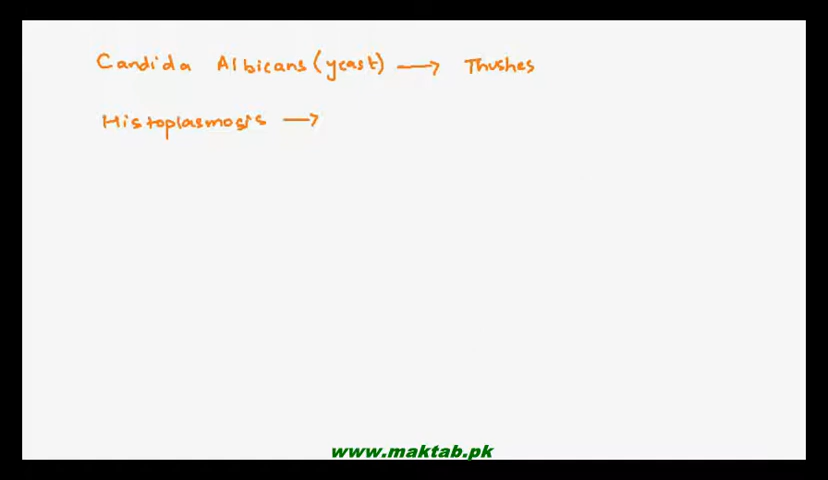 Candida Albicans (yeast) → Thushes
Histoplasmosis →
www.maktab.pk